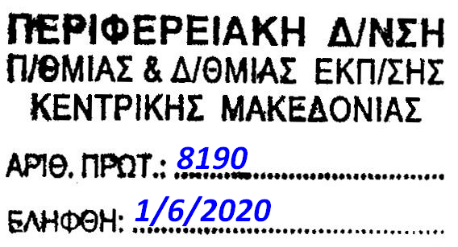 ΠΕΡΙΦΕΡΕΙΑΚΗ Δ/ΝΣΗ
Π/ΘΜΙΑΣ & Δ/ΘΜΙΑΣ ΕΚΠ/ΣΗΣ
ΚΕΝΤΡΙΚΗΣ ΜΑΚΕΔΟΝΙΑΣ
ΑΡΙΘ. ΠΡΩΤ.: 8190
ΕΛΗΦΘΗ: 1/6/2020